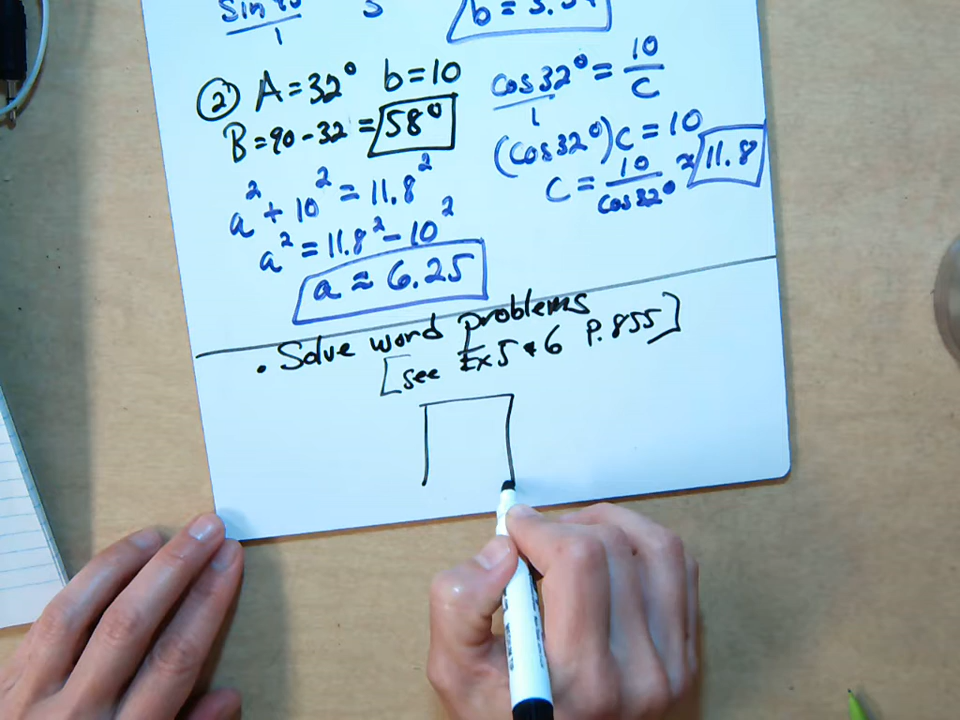 1
② A = 32° b = 10
B = 90 - 32 = 58°
a² + 10² = 11.8²
a² = 11.8² - 10²
a ≈ 6.25
cos 32° / 1 = 10 / C
(cos 32°) C = 10
C = 10 / cos 32° ≈ 11.8
• Solve word problems
[see Ex 5 + 6 P. 855]